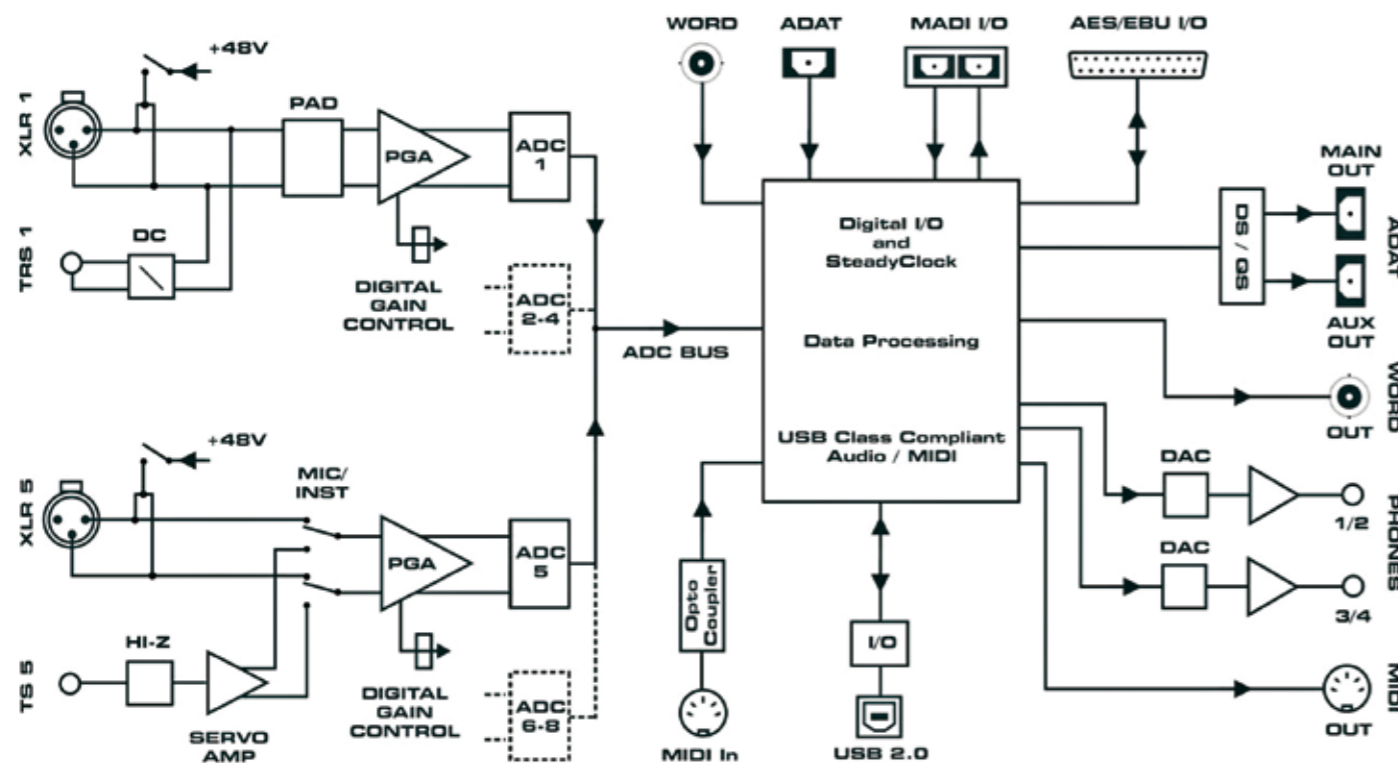 WORD
ADAT
MADI I/O
AES/EBU I/O
+48V
XLR 1
PAD
PGA
ADC
1
TRS 1
DC
DIGITAL
GAIN
CONTROL
ADC
2-4
ADC BUS
Digital I/O
and
SteadyClock
Data Processing
USB Class Compliant
Audio / MIDI
DS / GS
MAIN
OUT
ADAT
AUX
OUT
WORD
OUT
+48V
XLR 5
MIC/
INST
PGA
ADC
5
HI-Z
TS 5
SERVO
AMP
DIGITAL
GAIN
CONTROL
ADC
6-8
Opto
Coupler
MIDI In
I/O
USB 2.0
DAC
1/2
PHONES
DAC
3/4
MIDI
OUT